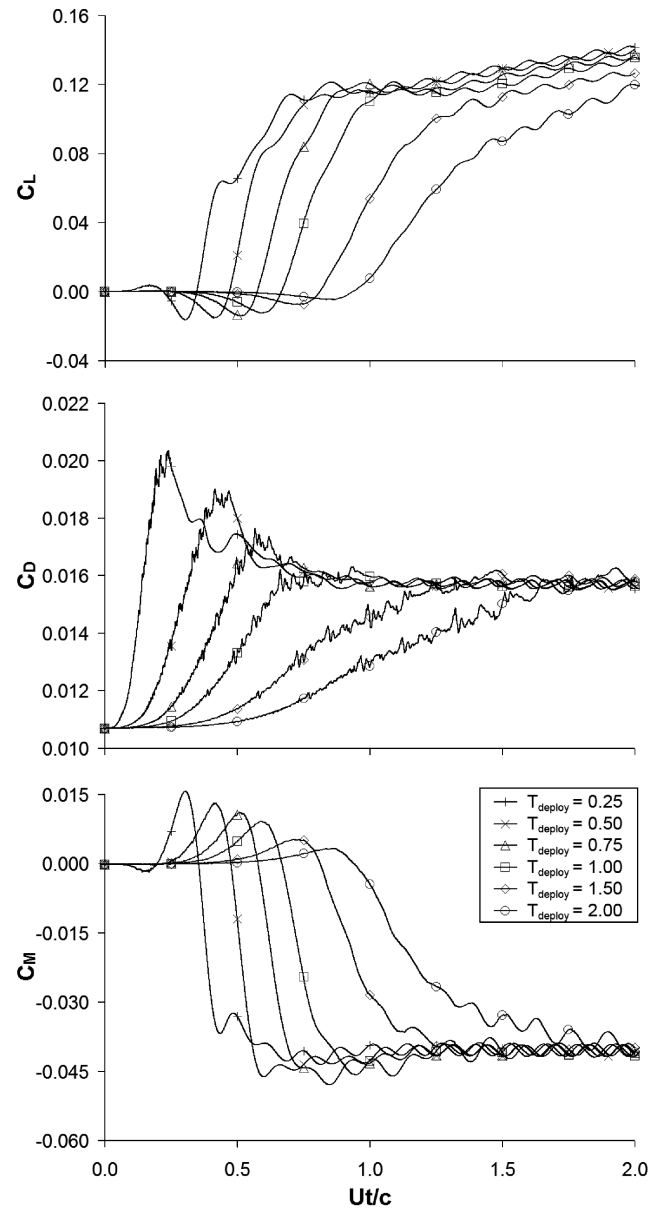 0.16
0.12
0.08
0.04
0.00
-0.04
CL
0.022
0.020
0.018
0.016
0.014
0.012
0.010
CD
0.015
0.000
-0.015
-0.030
-0.045
-0.060
CM
Tdeploy = 0.25
Tdeploy = 0.50
Tdeploy = 0.75
Tdeploy = 1.00
Tdeploy = 1.50
Tdeploy = 2.00
0.0 0.5 1.0 1.5 2.0
Ut/c